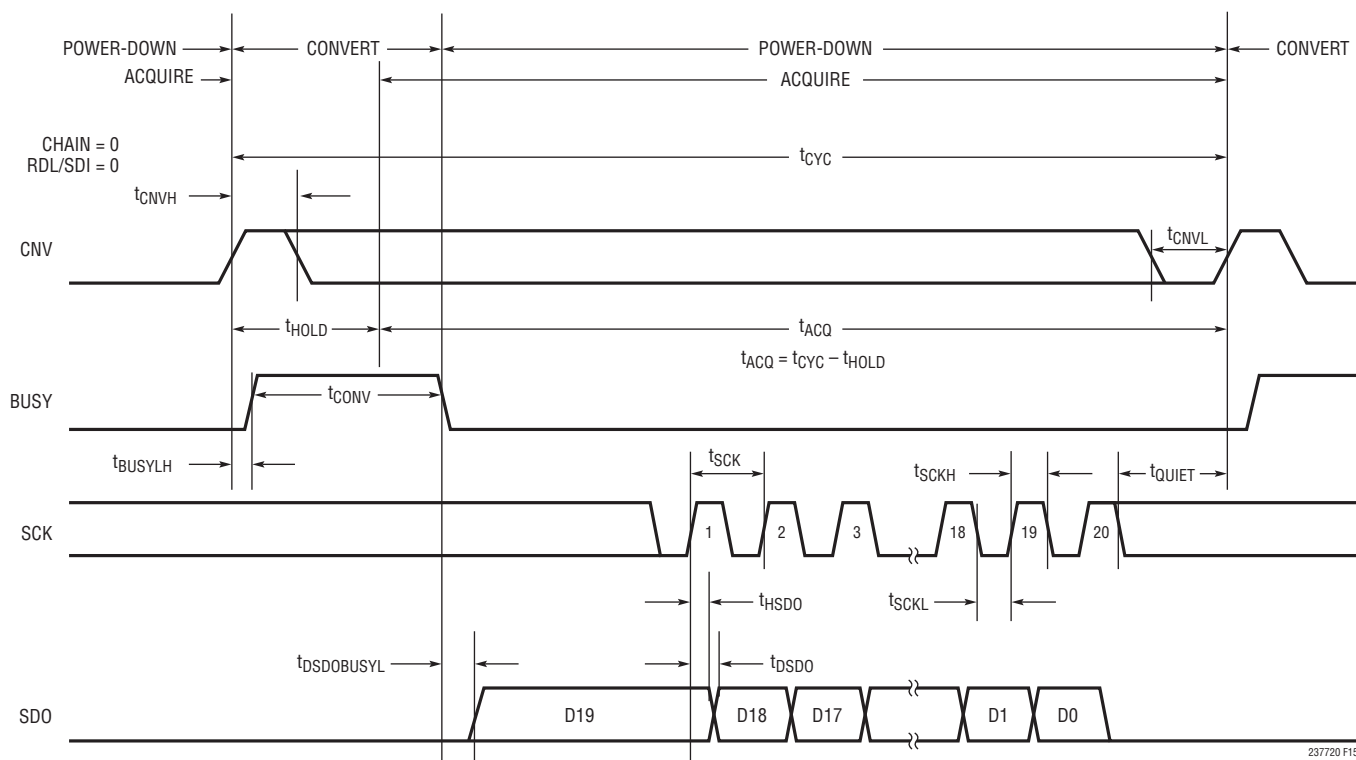 POWER-DOWN CONVERT POWER-DOWN CONVERT
ACQUIRE ACQUIRE
CHAIN = 0
RDL/SDI = 0
tCYC
tCNVH
CNV
tCNVL
tHOLD tACQ
tACQ = tCYC – tHOLD
BUSY
tCONV
tBUSYLH
tSCK tSCKH tQUIET
SCK 1 2 3 18 19 20
tHSDO tSCKL
tDSDOBUSYL tDSDO
SDO D19 D18 D17 D1 D0
237720 F15